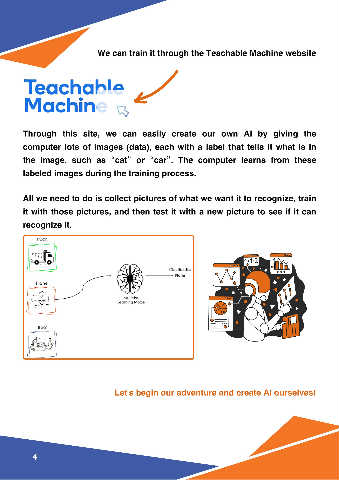 We can train it through the Teachable Machine website
Teachable
Machine
Through this site, we can easily create our own AI by giving the
computer lots of images (data), each with a label that tells it what is in
the image, such as “cat” or “car”. The computer learns from these
labeled images during the training process.
All we need to do is collect pictures of what we want it to recognize, train
it with those pictures, and then test it with a new picture to see if it can
recognize it.
Let's begin our adventure and create AI ourselves!
4